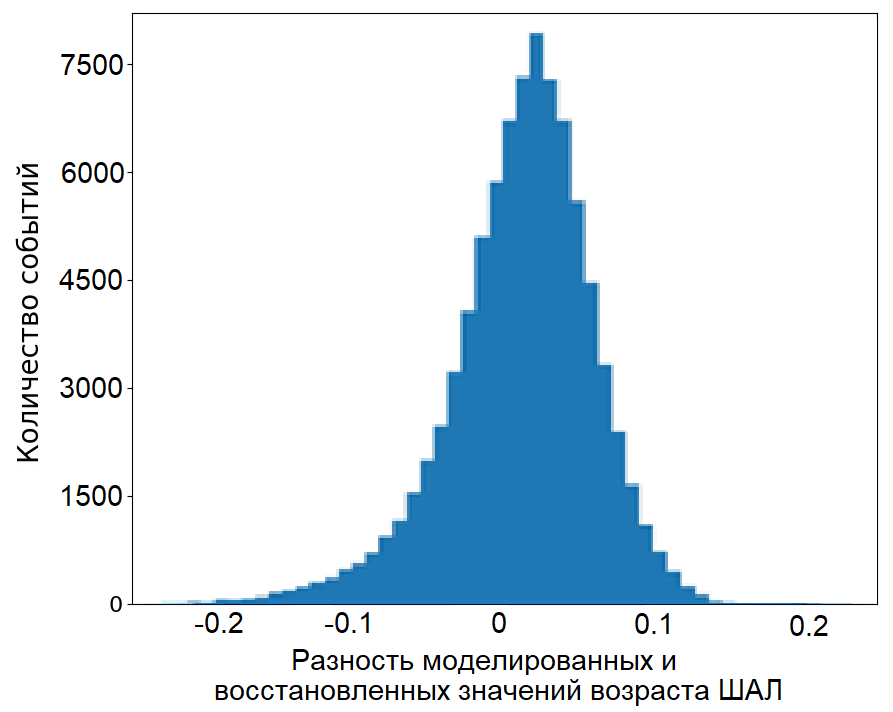 7500
6000
4500
3000
1500
0
Количество событий
-0.2 -0.1 0 0.1 0.2
Разность моделированных и
восстановленных значений возраста ШАЛ